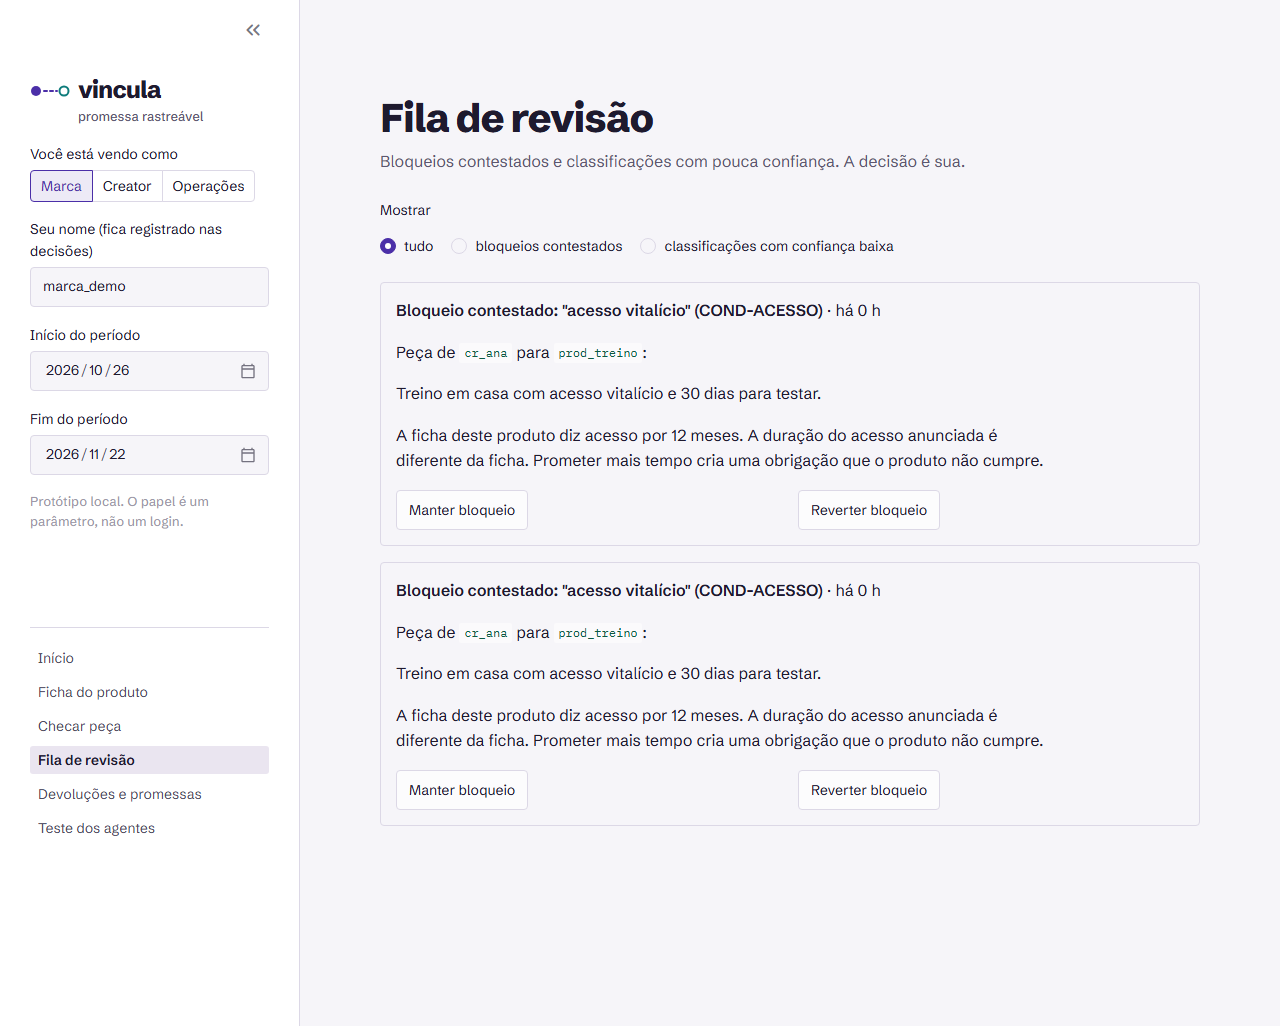 vincula
promessa rastreável
Você está vendo como
Marca
Creator
Operações
Seu nome (fica registrado nas
decisões)
marca_demo
Início do período
2026/10/26
Fim do período
2026/11/22
Protótipo local. O papel é um
parâmetro, não um login.
Início
Ficha do produto
Checar peça
Fila de revisão
Devoluções e promessas
Teste dos agentes
Fila de revisão
Bloqueios contestados e classificações com pouca confiança. A decisão é sua.
Mostrar
tudo
bloqueios contestados
classificações com confiança baixa
Bloqueio contestado: "acesso vitalício" (COND-ACESSO) · há 0 h
Peça de cr_ana para prod_treino:
Treino em casa com acesso vitalício e 30 dias para testar.
A ficha deste produto diz acesso por 12 meses. A duração do acesso anunciada é
diferente da ficha. Prometer mais tempo cria uma obrigação que o produto não cumpre.
Manter bloqueio
Reverter bloqueio
Bloqueio contestado: "acesso vitalício" (COND-ACESSO) · há 0 h
Peça de cr_ana para prod_treino:
Treino em casa com acesso vitalício e 30 dias para testar.
A ficha deste produto diz acesso por 12 meses. A duração do acesso anunciada é
diferente da ficha. Prometer mais tempo cria uma obrigação que o produto não cumpre.
Manter bloqueio
Reverter bloqueio